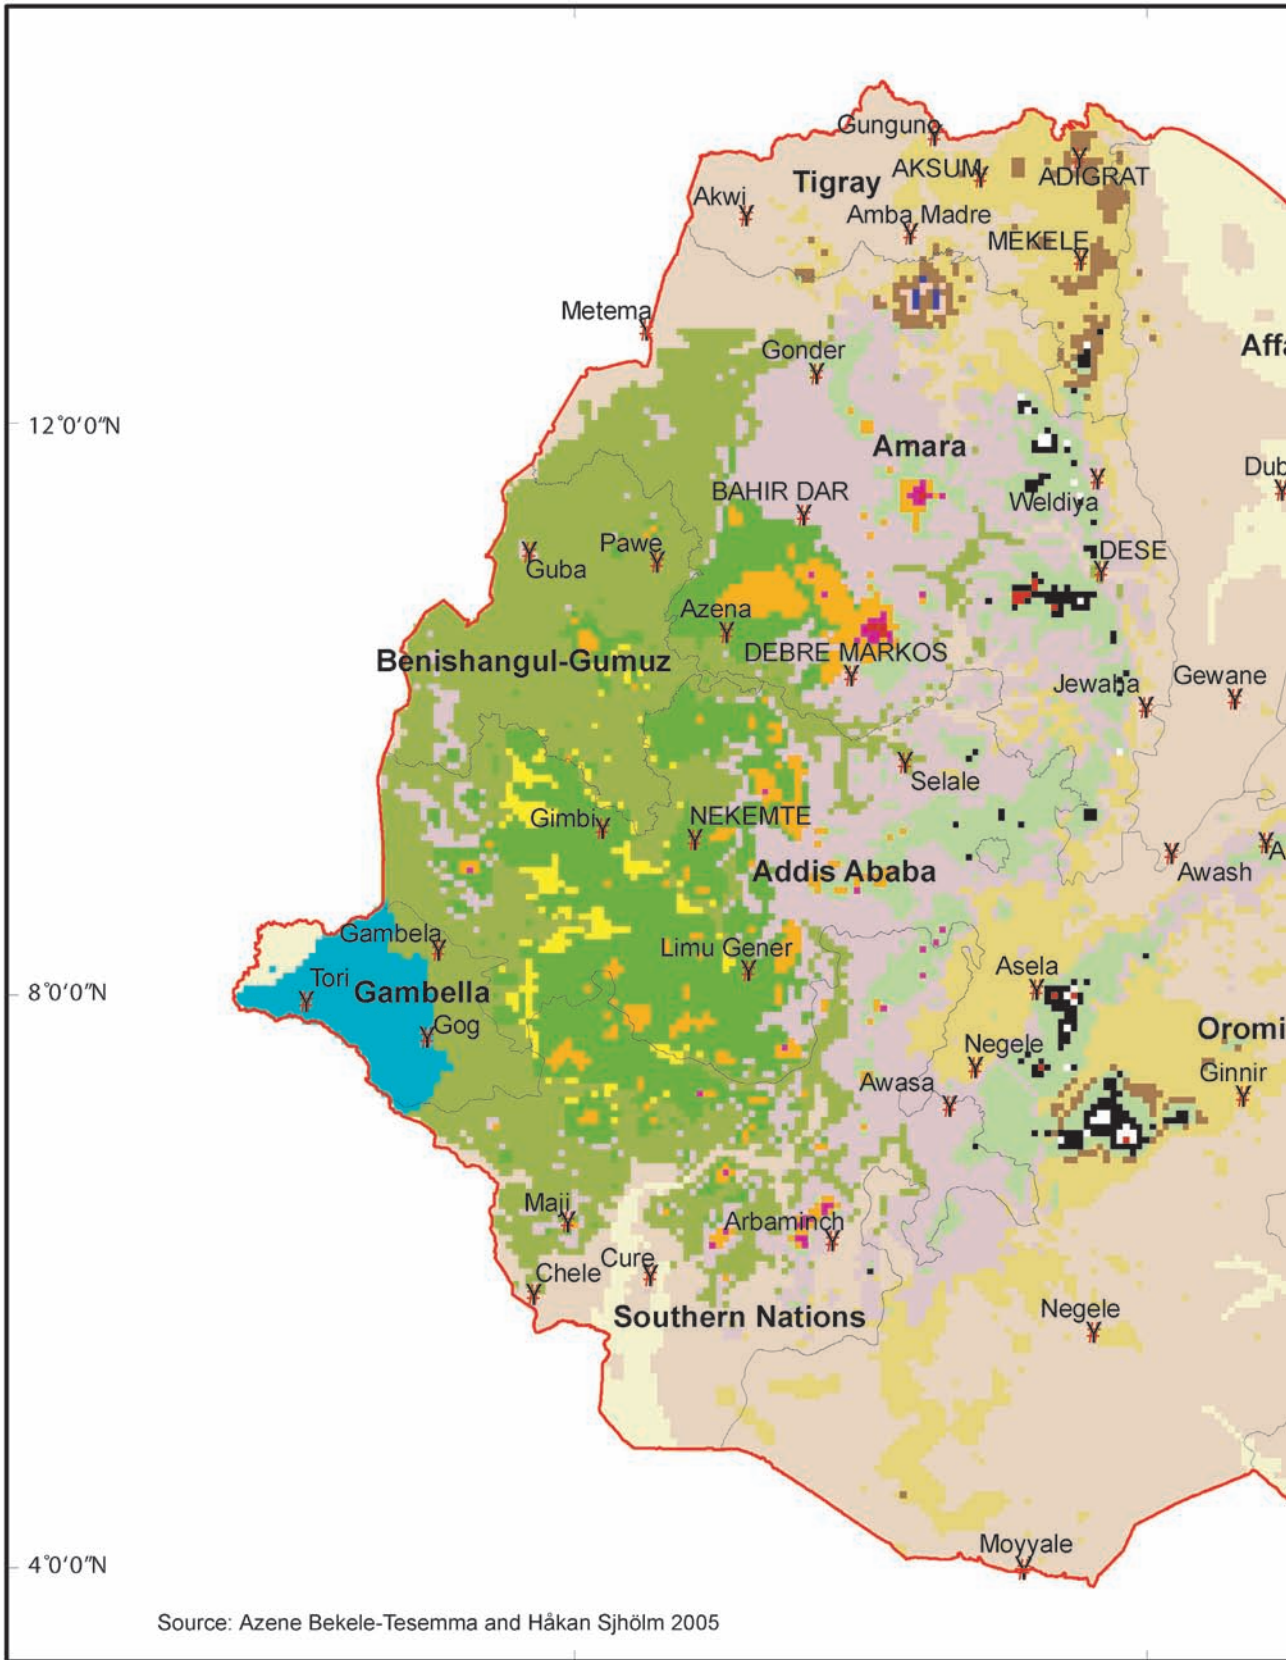 Gunguno
Tigray
AKSUM
ADIGRAT
Akwi
Amba Madre
MEKELE
Metema
Gonder
Affa
12°0'0"N
Amara
Dub
BAHIR DAR
Weldiya
Pawe
Guba
DESE
Azena
Benishangul-Gumuz
DEBRE MARKOS
Jewaha
Gewane
Selale
Gimbi
NEKEMTE
Addis Ababa
Awash
A
Gambela
Limu Gener
Asela
Tori
Gambella
8°0'0"N
Gog
Oromi
Negele
Ginnir
Awasa
Maji
Arbaminch
Cure
Chele
Southern Nations
Negele
Moyyale
4°0'0"N
Source: Azene Bekele-Tesemma and Håkan Sjhölm 2005